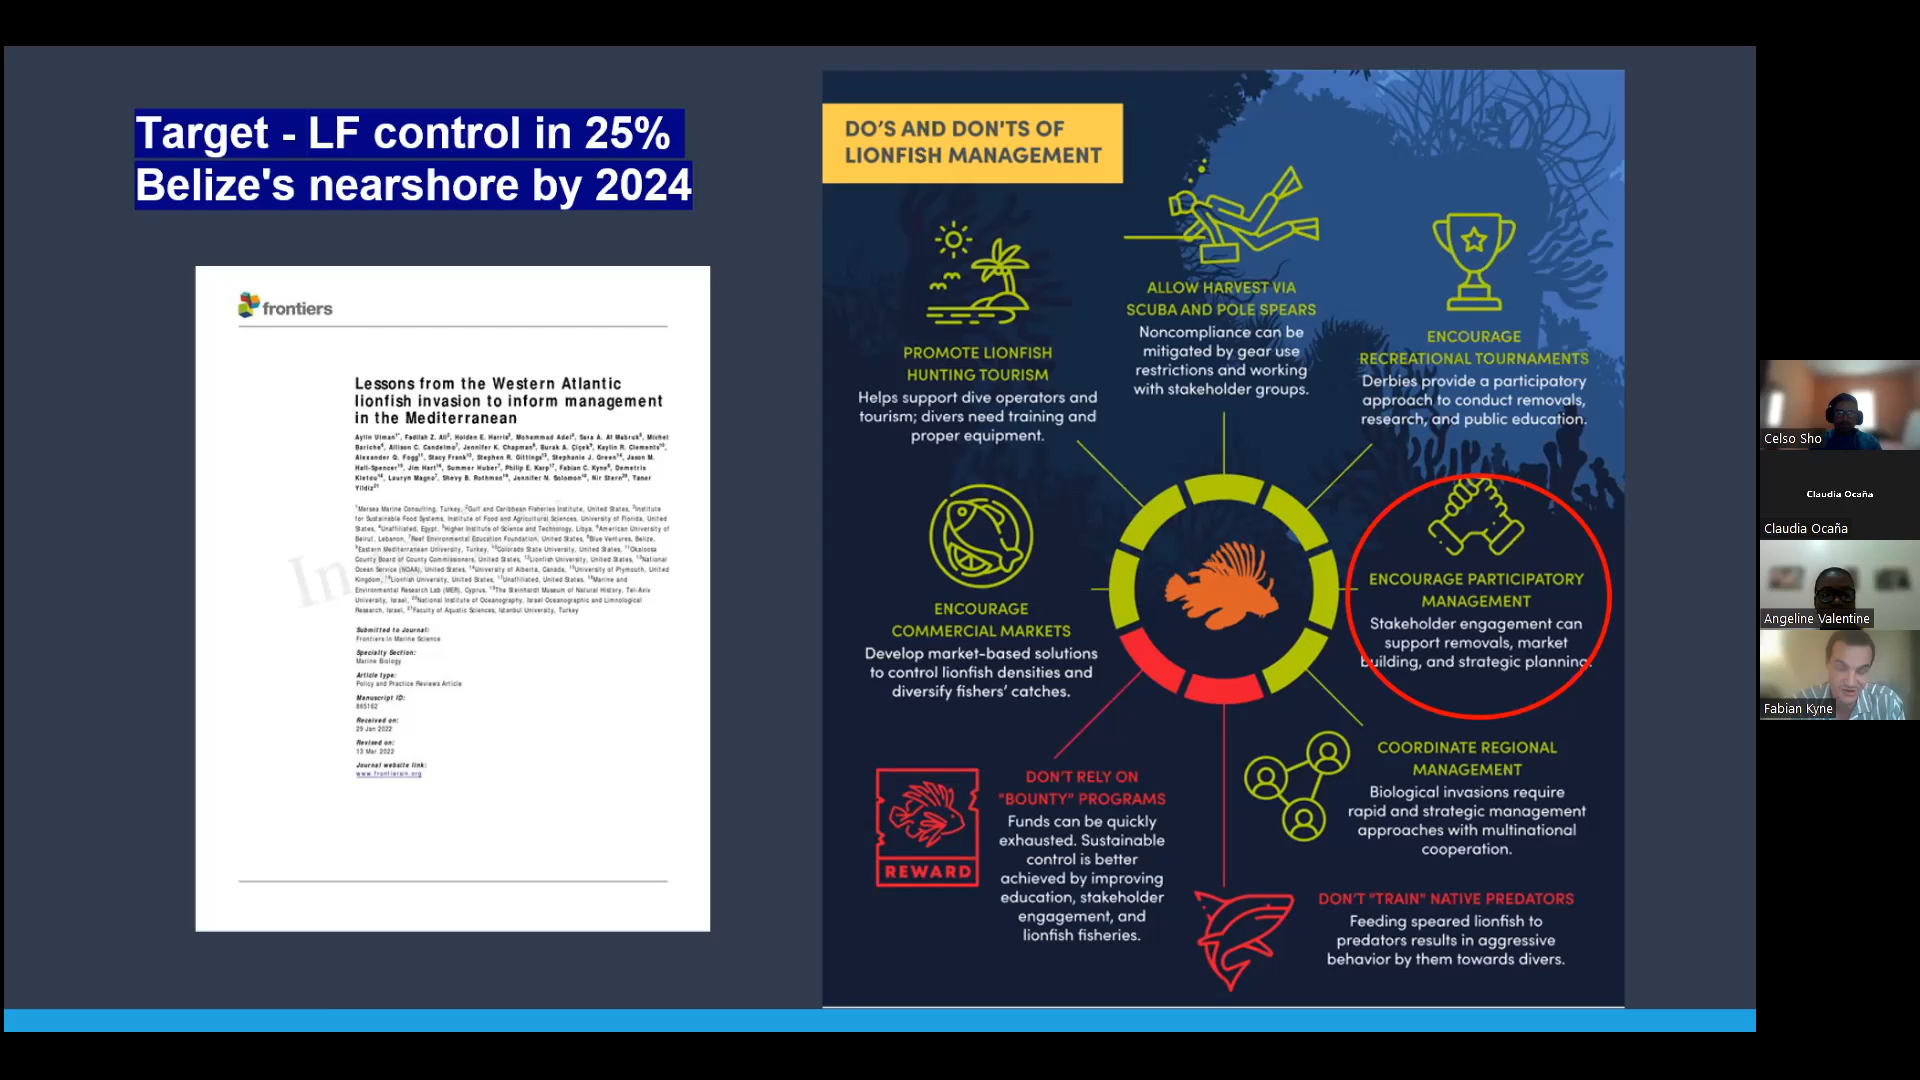 Target - LF control in 25%
Belize's nearshore by 2024
frontiers
Lessons from the Western Atlantic
lionfish invasion to inform management
in the Mediterranean
Aylin Ulman
Submitted to Journal:
Frontiers in Marine Science
Specialty Section:
Marine Biology
Article type:
Policy and Practice Reviews Article
Manuscript ID:
865162
Received on:
29 Jan 2022
Revised on:
13 Mar 2022
Journal website link:
www.frontiersin.org
DO'S AND DON'TS OF
LIONFISH MANAGEMENT
PROMOTE LIONFISH
HUNTING TOURISM
Helps support dive operators and
tourism; divers need training and
proper equipment.
ALLOW HARVEST VIA
SCUBA AND POLE SPEARS
Noncompliance can be
mitigated by gear use
restrictions and working
with stakeholder groups.
ENCOURAGE
RECREATIONAL TOURNAMENTS
Derbies provide a participatory
approach to conduct removals,
research, and public education.
ENCOURAGE
COMMERCIAL MARKETS
Develop market-based solutions
to control lionfish densities and
diversify fishers' catches.
ENCOURAGE PARTICIPATORY
MANAGEMENT
Stakeholder engagement can
support removals, market
building, and strategic planning.
DON'T RELY ON
"BOUNTY" PROGRAMS
Funds can be quickly
exhausted. Sustainable
control is better
achieved by improving
education, stakeholder
engagement, and
lionfish fisheries.
REWARD
COORDINATE REGIONAL
MANAGEMENT
Biological invasions require
rapid and strategic management
approaches with multinational
cooperation.
DON'T "TRAIN" NATIVE PREDATORS
Feeding speared lionfish to
predators results in aggressive
behavior by them towards divers.
Celso Sho
Claudia Ocaña
Claudia Ocaña
Angeline Valentine
Fabian Kyne